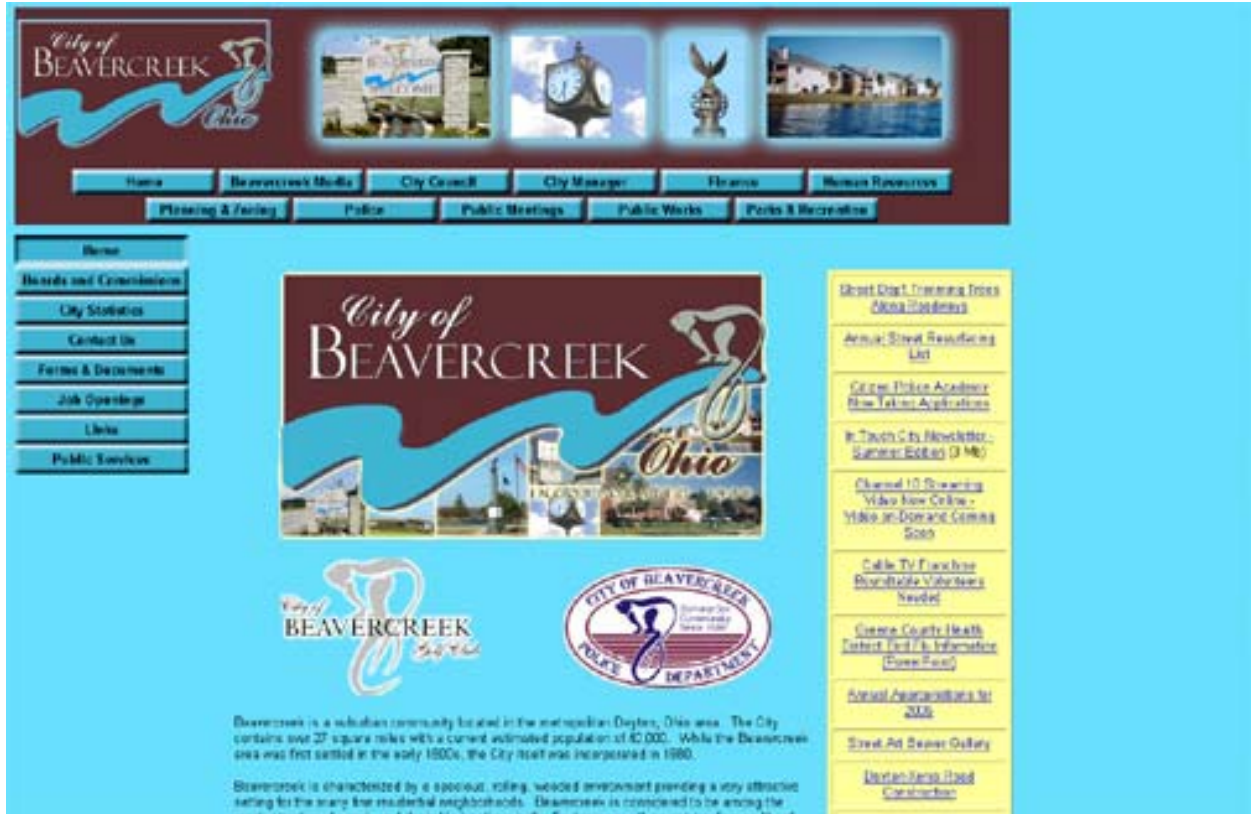 City of
BEAVERCREEK
Ohio
WELCOME
Home
Beavercreek Media
City Council
City Manager
Finance
Human Resources
Planning & Zoning
Police
Public Meetings
Public Works
Parks & Recreation
Home
Boards and Commissions
City Statistics
Contact Us
Forms & Documents
Job Openings
Links
Public Services
City of
BEAVERCREEK
Ohio
City of
BEAVERCREEK
Golf Club
CITY OF BEAVERCREEK
POLICE DEPARTMENT
Beavercreek is a suburban community located in the metropolitan Dayton, Ohio area. The City
contains over 27 square miles with a current estimated population of 40,000. While the Beavercreek
area was first settled in the early 1800s, the City itself was incorporated in 1980.
Beavercreek is characterized by a spacious, rolling, wooded environment providing a very attractive
setting for the many fine residential neighborhoods. Beavercreek is considered to be among the
Street Dep't Trimming Trees
Along Roadways
Annual Street Resurfacing
List
Citizen Police Academy
Now Taking Applications
In Touch City Newsletter -
Summer Edition (3 Mb)
Channel 10 Streaming
Video Now Online -
Video on-Demand Coming
Soon
Cable TV Franchise
Roundtable Volunteers
Needed
Greene County Health
District Bird Flu Information
(Power Point)
Annual Appropriations for
Street Art Beaver Gallery
Dayton-Xenia Road
Construction